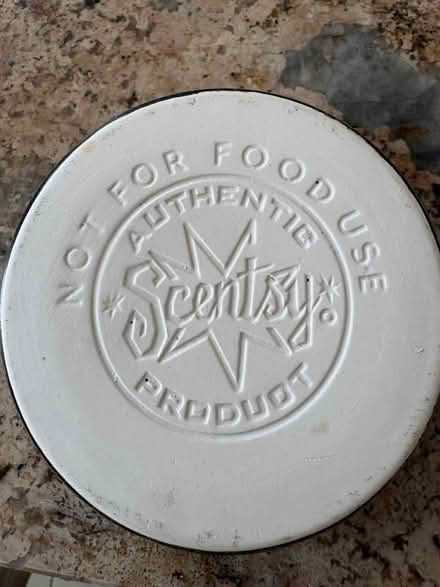 NOT FOR FOOD USE
AUTHENTIC
Scentsy
PRODUCT